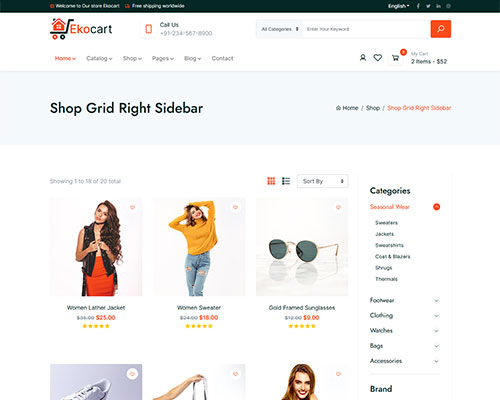 Welcome to Our store Ekocart
Free shipping worldwide
English
Ekocart
Call Us
+91-234-567-8900
All Categories
Enter Your Keyword
Home
Catalog
Shop
Pages
Blog
Contact
My Cart
2 Items - $52
Shop Grid Right Sidebar
Home / Shop / Shop Grid Right Sidebar
Showing 1 to 18 of 20 total
Sort By
Women Lather Jacket
$35.00 $25.00
Women Sweater
$24.00 $18.00
Gold Framed Sunglasses
$12.00 $9.00
Categories
Seasonal Wear
Sweaters
Jackets
Sweatshirts
Coat & Blazers
Shrugs
Thermals
Footwear
Clothing
Watches
Bags
Accessories
Brand